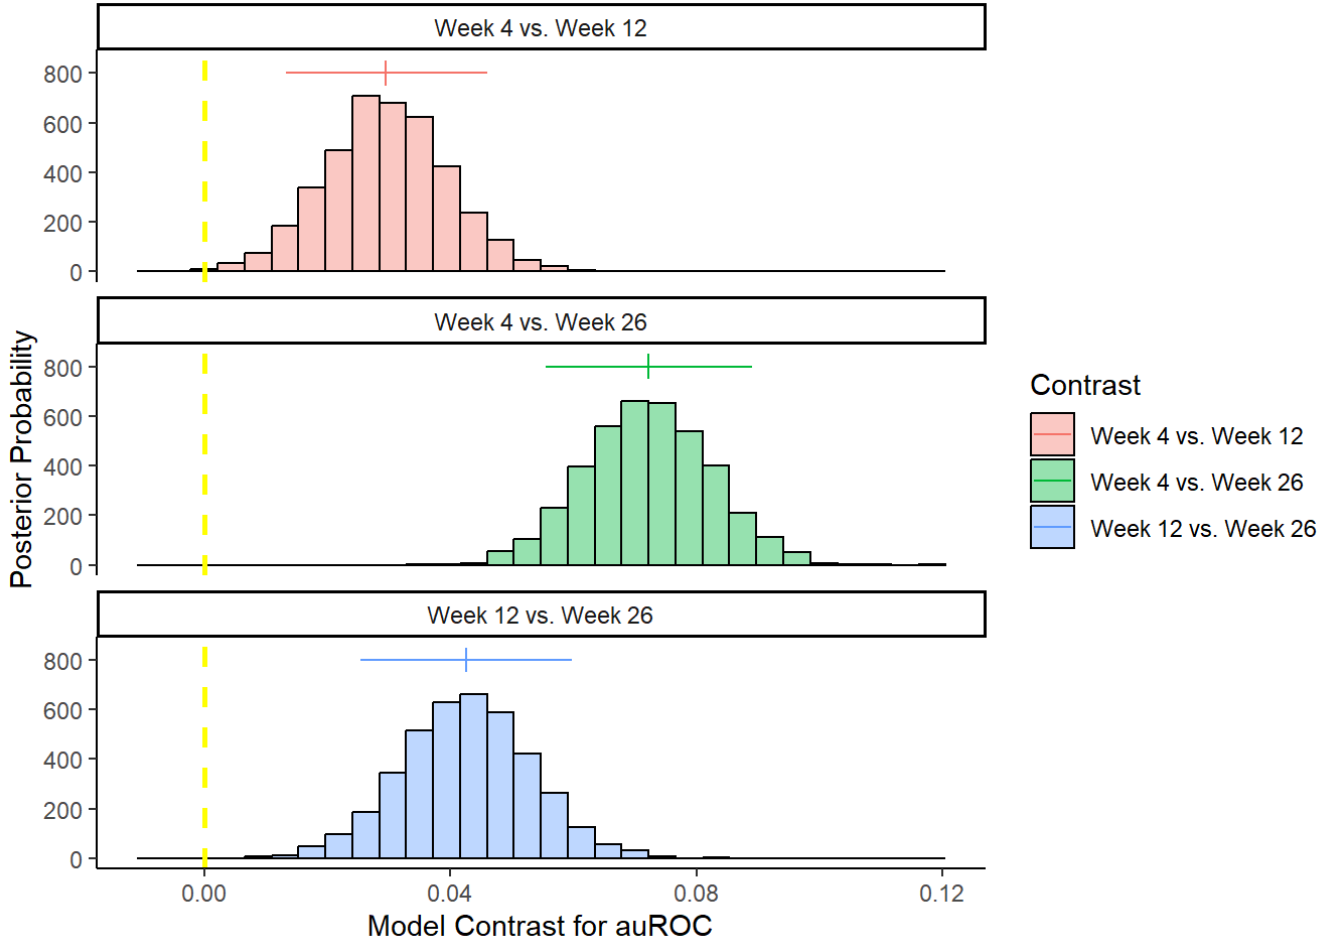 Week 4 vs. Week 12
800
600
400
200
0
Week 4 vs. Week 26
800
600
400
200
0
Week 12 vs. Week 26
800
600
400
200
0
0.00 0.04 0.08 0.12
Model Contrast for auROC
Posterior Probability
Contrast
Week 4 vs. Week 12
Week 4 vs. Week 26
Week 12 vs. Week 26